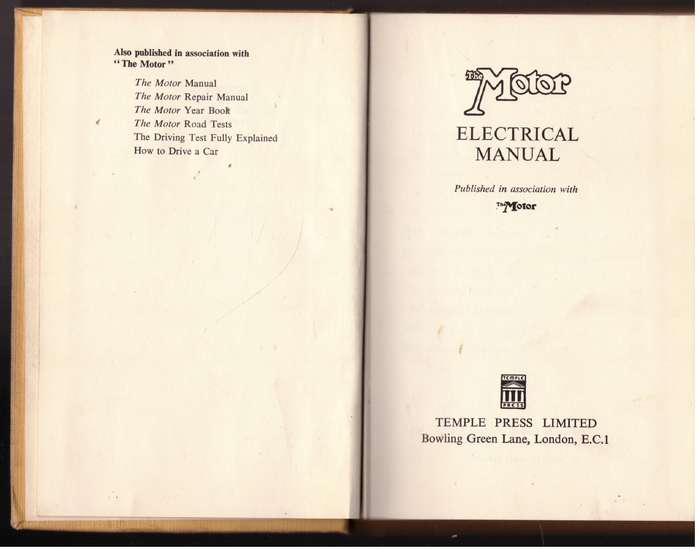 Also published in association with
"The Motor"
The Motor Manual
The Motor Repair Manual
The Motor Year Book
The Motor Road Tests
The Driving Test Fully Explained
How to Drive a Car
The Motor
ELECTRICAL
MANUAL
Published in association with
The Motor
TEMPLE
PRESS
TEMPLE PRESS LIMITED
Bowling Green Lane, London, E.C.1